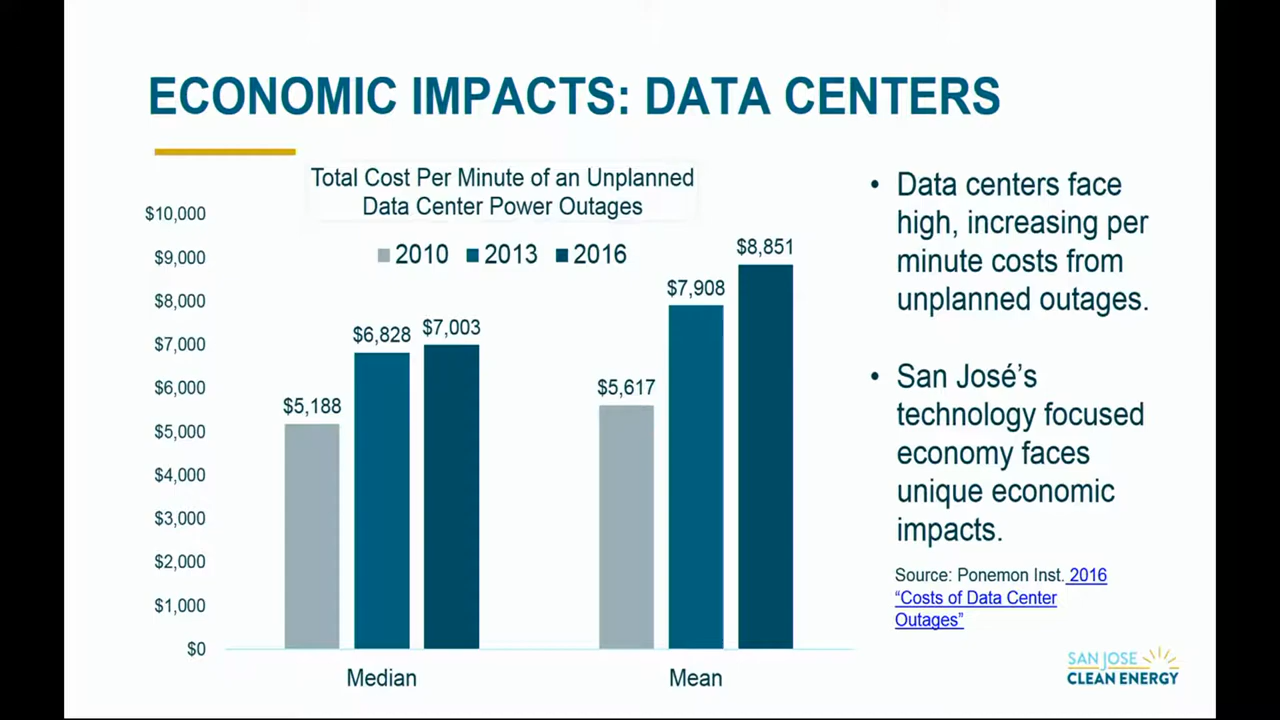 ECONOMIC IMPACTS: DATA CENTERS
Total Cost Per Minute of an Unplanned
Data Center Power Outages
2010 2013 2016
$10,000
$9,000
$8,000
$7,000
$6,000
$5,000
$4,000
$3,000
$2,000
$1,000
$0
$5,188
$6,828
$7,003
$5,617
$7,908
$8,851
Median
Mean
• Data centers face
high, increasing per
minute costs from
unplanned outages.
• San José’s
technology focused
economy faces
unique economic
impacts.
Source: Ponemon Inst. 2016
“Costs of Data Center
Outages”
SAN JOSE
CLEAN ENERGY